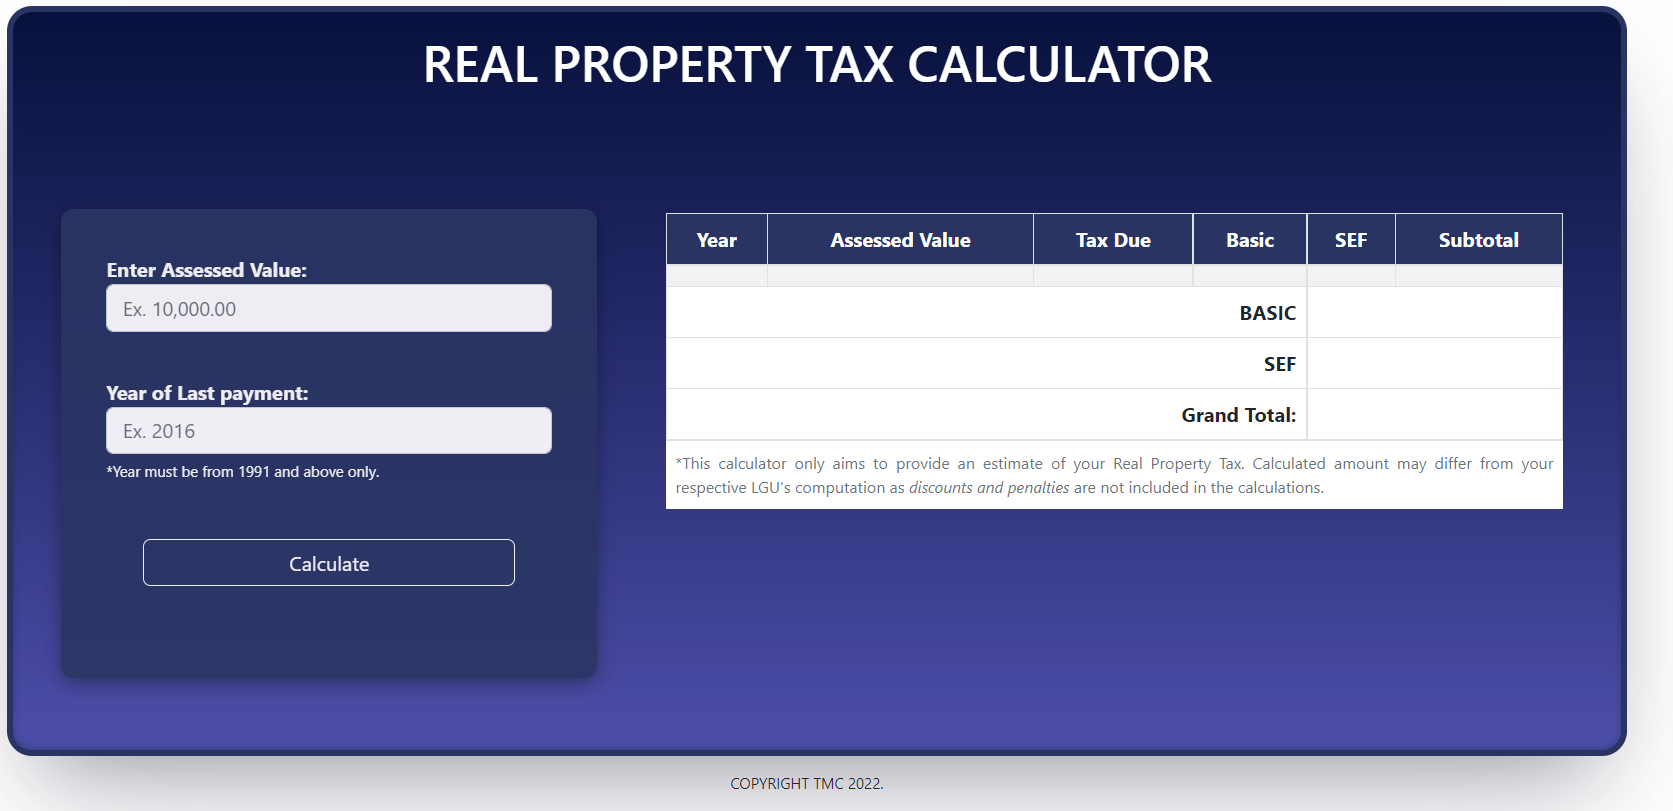 REAL PROPERTY TAX CALCULATOR
Enter Assessed Value:
Ex. 10,000.00
Year of Last payment:
Ex. 2016
*Year must be from 1991 and above only.
Calculate
Year Assessed Value Tax Due Basic SEF Subtotal
BASIC
SEF
Grand Total:
*This calculator only aims to provide an estimate of your Real Property Tax. Calculated amount may differ from your
respective LGU's computation as discounts and penalties are not included in the calculations.
COPYRIGHT TMC 2022.